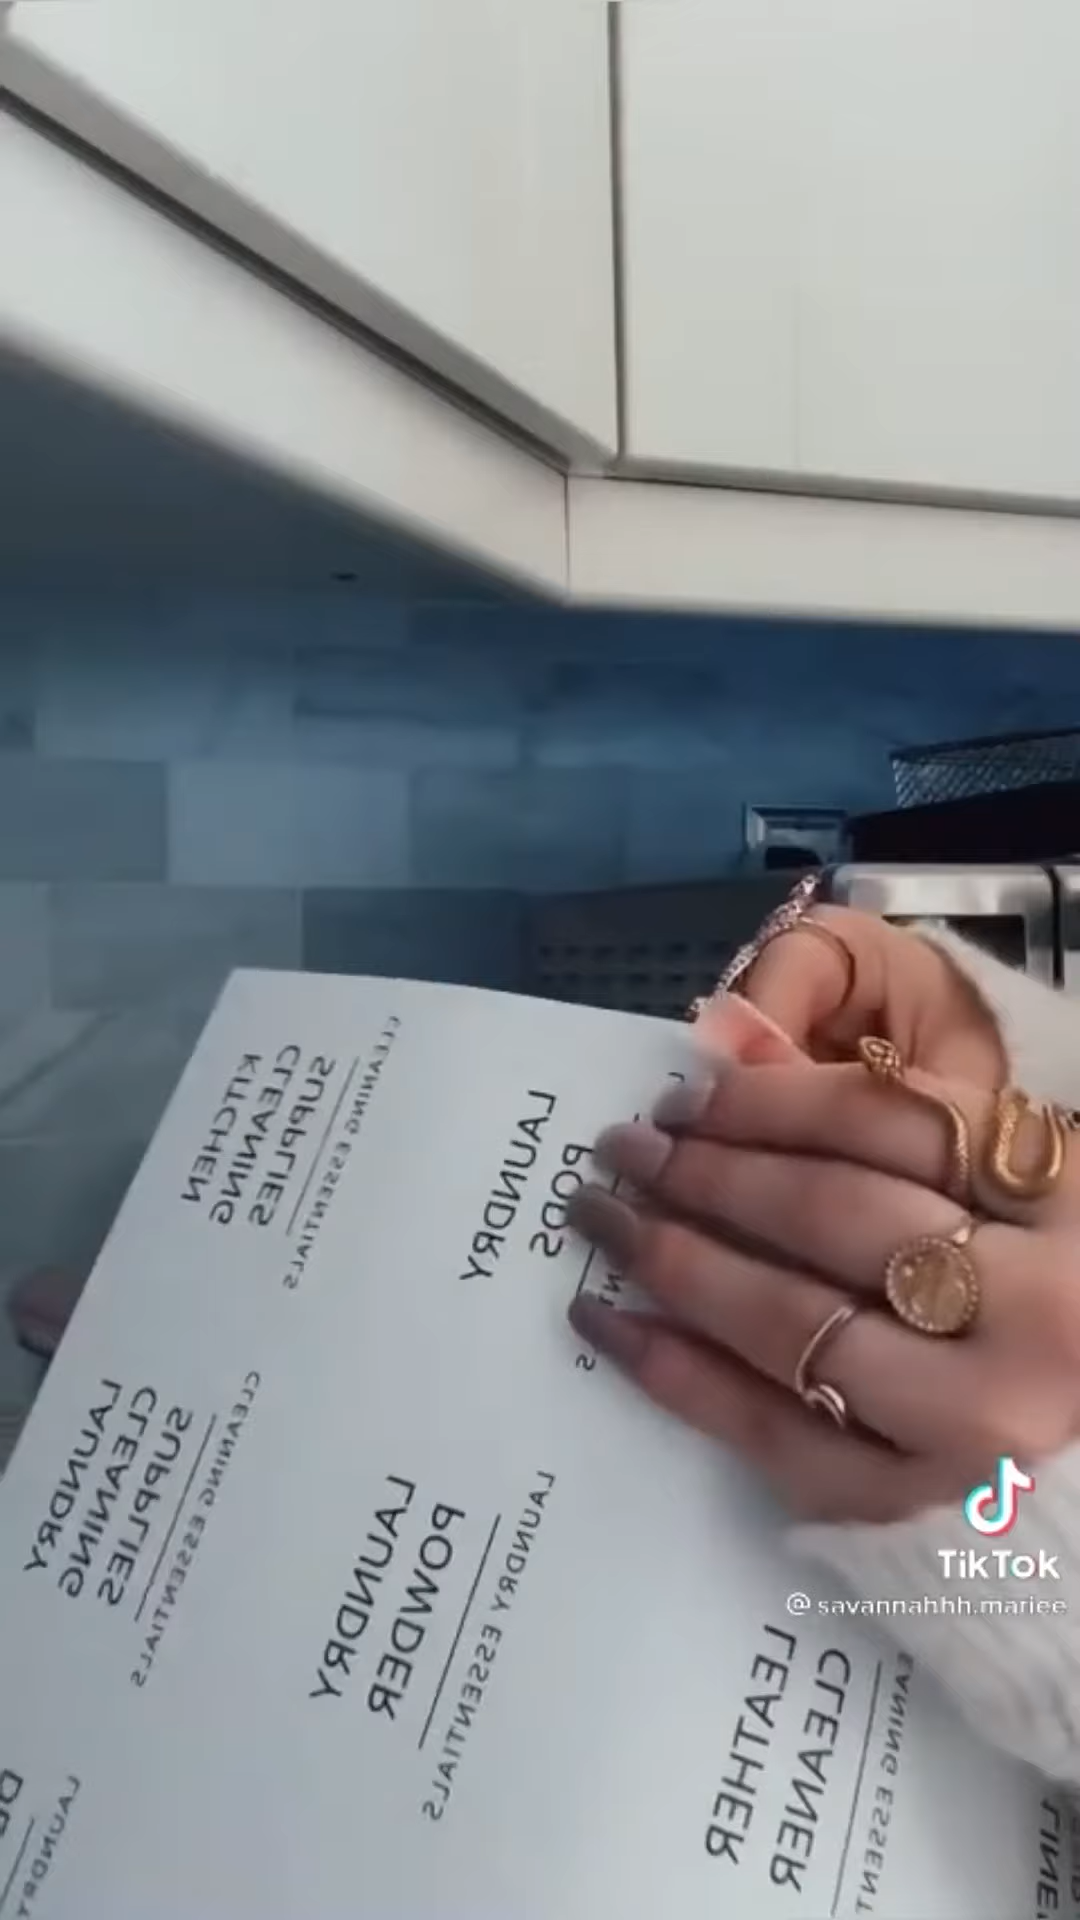 KITCHEN
CLEANING
SUPPLIES
CLEANING ESSENTIALS
LAUNDRY
PODS
LAUNDRY
CLEANING
SUPPLIES
CLEANING ESSENTIALS
LAUNDRY
POWDER
LAUNDRY ESSENTIALS
LEATHER
CLEANER
LAUNDRY
TikTok
@savannahhh.mariee